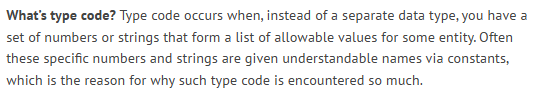 What's type code? Type code occurs when, instead of a separate data type, you have a
set of numbers or strings that form a list of allowable values for some entity. Often
these specific numbers and strings are given understandable names via constants,
which is the reason for why such type code is encountered so much.